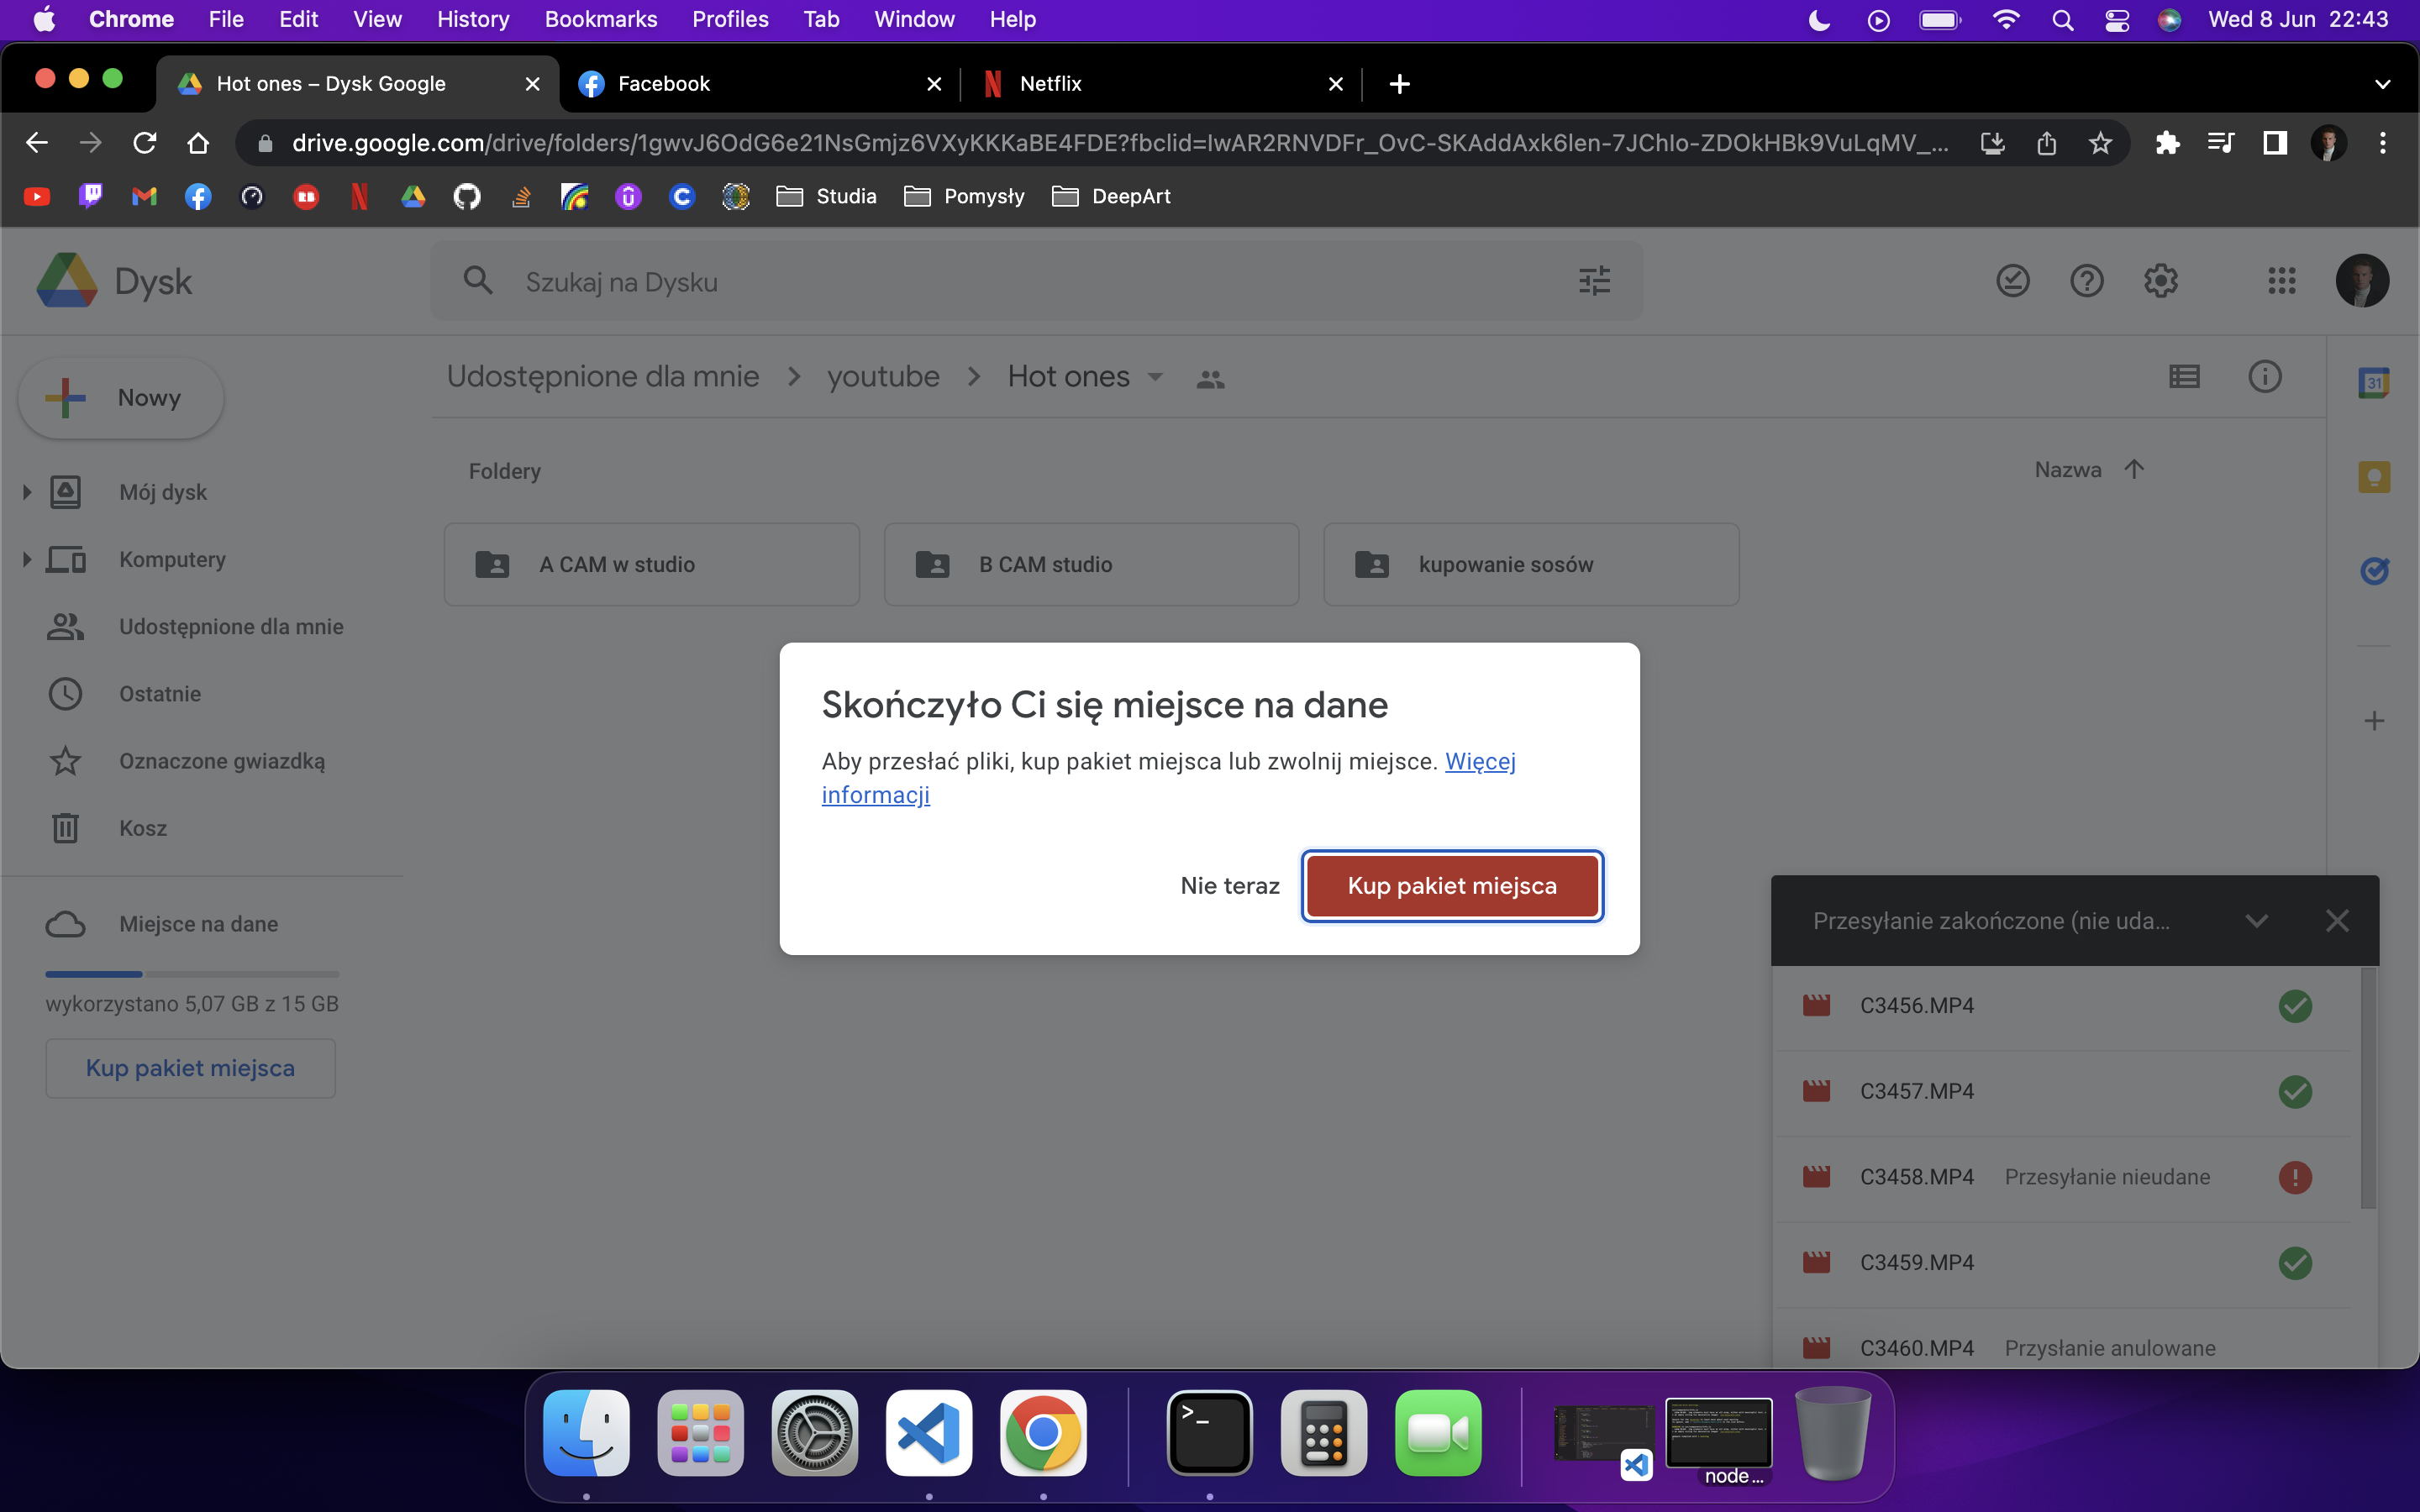 Chrome File Edit View History Bookmarks Profiles Tab Window Help Wed 8 Jun 22:43
Hot ones – Dysk Google Facebook Netflix
drive.google.com/drive/folders/1gwvJ6OdG6e21NsGmjz6VXyKKKaBE4FDE?fbclid=IwAR2RNVDFr_OvC-SKAddAxk6len-7JChIo-ZDOkHBk9VuLqMV_...
Studia Pomysły DeepArt
Dysk
Szukaj na Dysku
Nowy
Udostępnione dla mnie > youtube > Hot ones
31
Foldery
Nazwa
Mój dysk
A CAM w studio
B CAM studio
kupowanie sosów
Komputery
Udostępnione dla mnie
Ostatnie
Oznaczone gwiazdką
Kosz
Skończyło Ci się miejsce na dane
Aby przesłać pliki, kup pakiet miejsca lub zwolnij miejsce. Więcej
informacji
Nie teraz
Kup pakiet miejsca
Miejsce na dane
wykorzystano 5,07 GB z 15 GB
Kup pakiet miejsca
Przesyłanie zakończone (nie uda...
C3456.MP4
C3457.MP4
C3458.MP4 Przesyłanie nieudane
C3459.MP4
C3460.MP4 Przysłanie anulowane
node ...